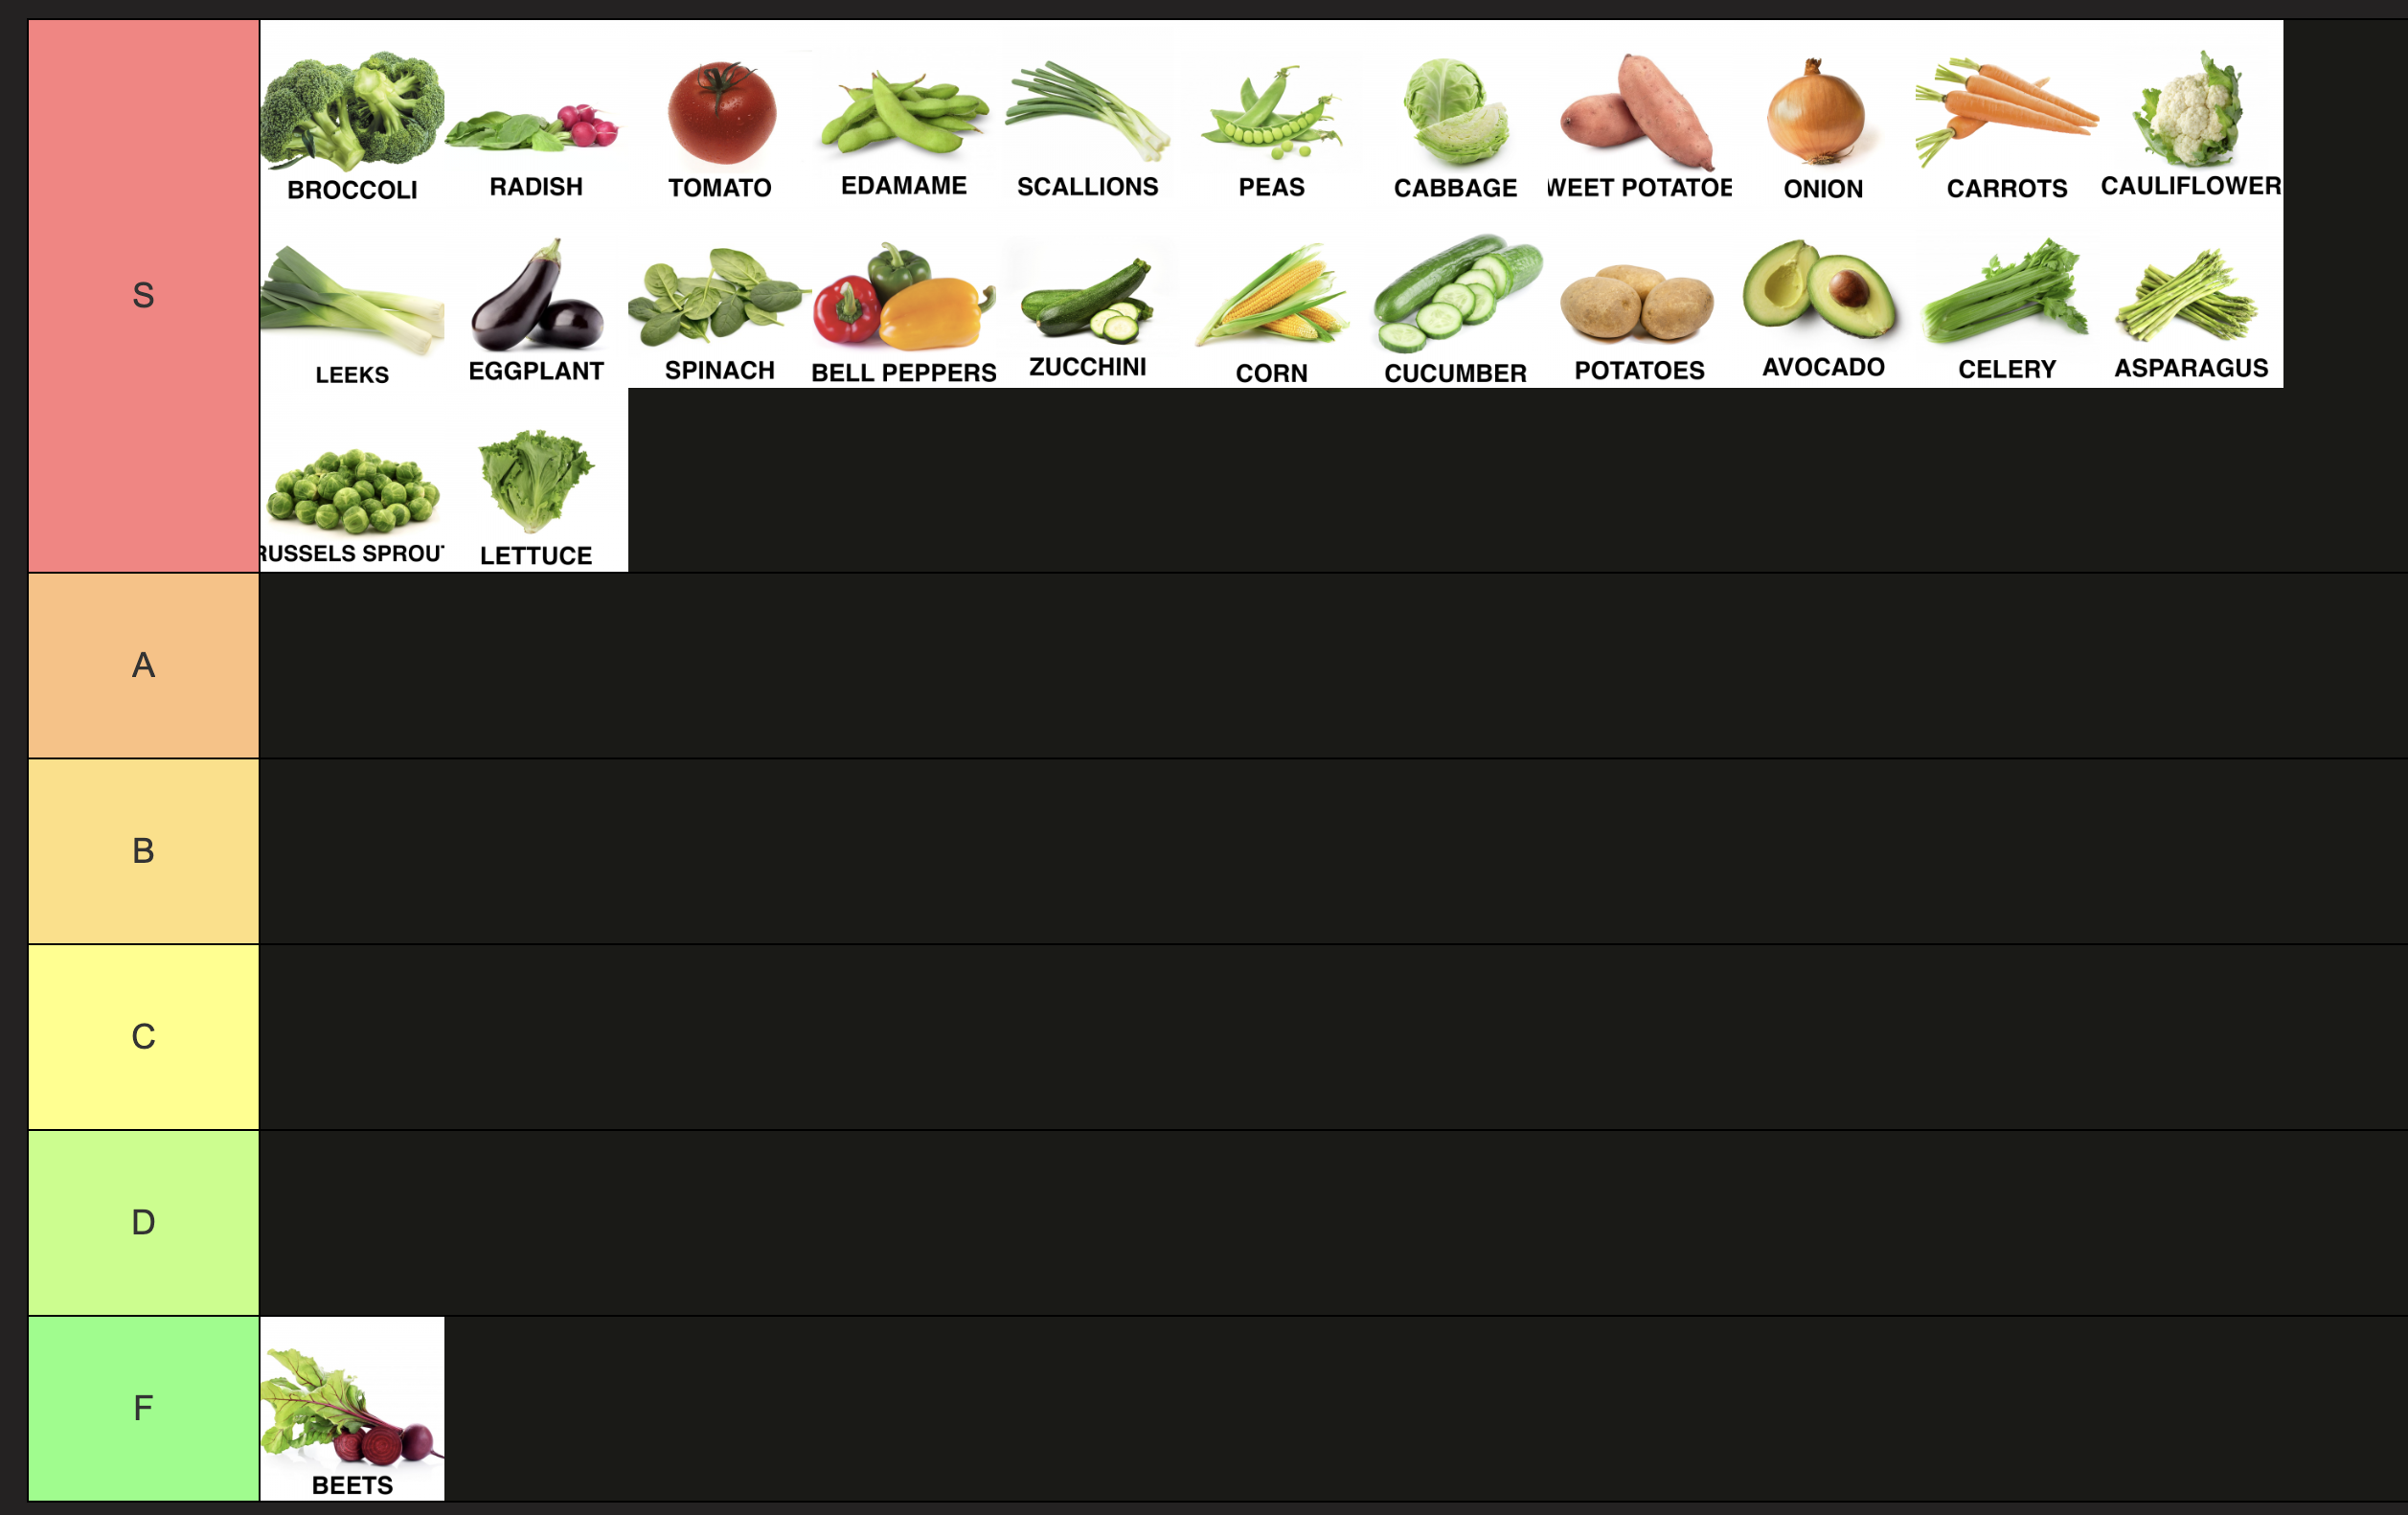 S
BROCCOLI RADISH TOMATO EDAMAME SCALLIONS PEAS CABBAGE WEET POTATOE ONION CARROTS CAULIFLOWER
LEEKS EGGPLANT SPINACH BELL PEPPERS ZUCCHINI CORN CUCUMBER POTATOES AVOCADO CELERY ASPARAGUS
RUSSELS SPROUT LETTUCE
A
B
C
D
F
BEETS